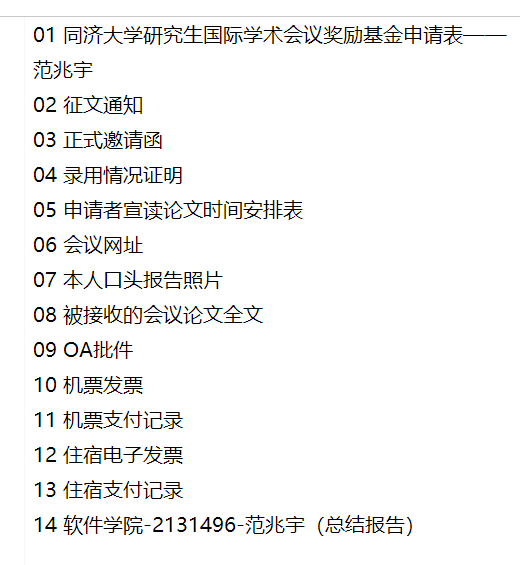 01 同济大学研究生国际学术会议奖励基金申请表——
范兆宇
02 征文通知
03 正式邀请函
04 录用情况证明
05 申请者宣读论文时间安排表
06 会议网址
07 本人口头报告照片
08 被接收的会议论文全文
09 OA批件
10 机票发票
11 机票支付记录
12 住宿电子发票
13 住宿支付记录
14 软件学院-2131496-范兆宇（总结报告）